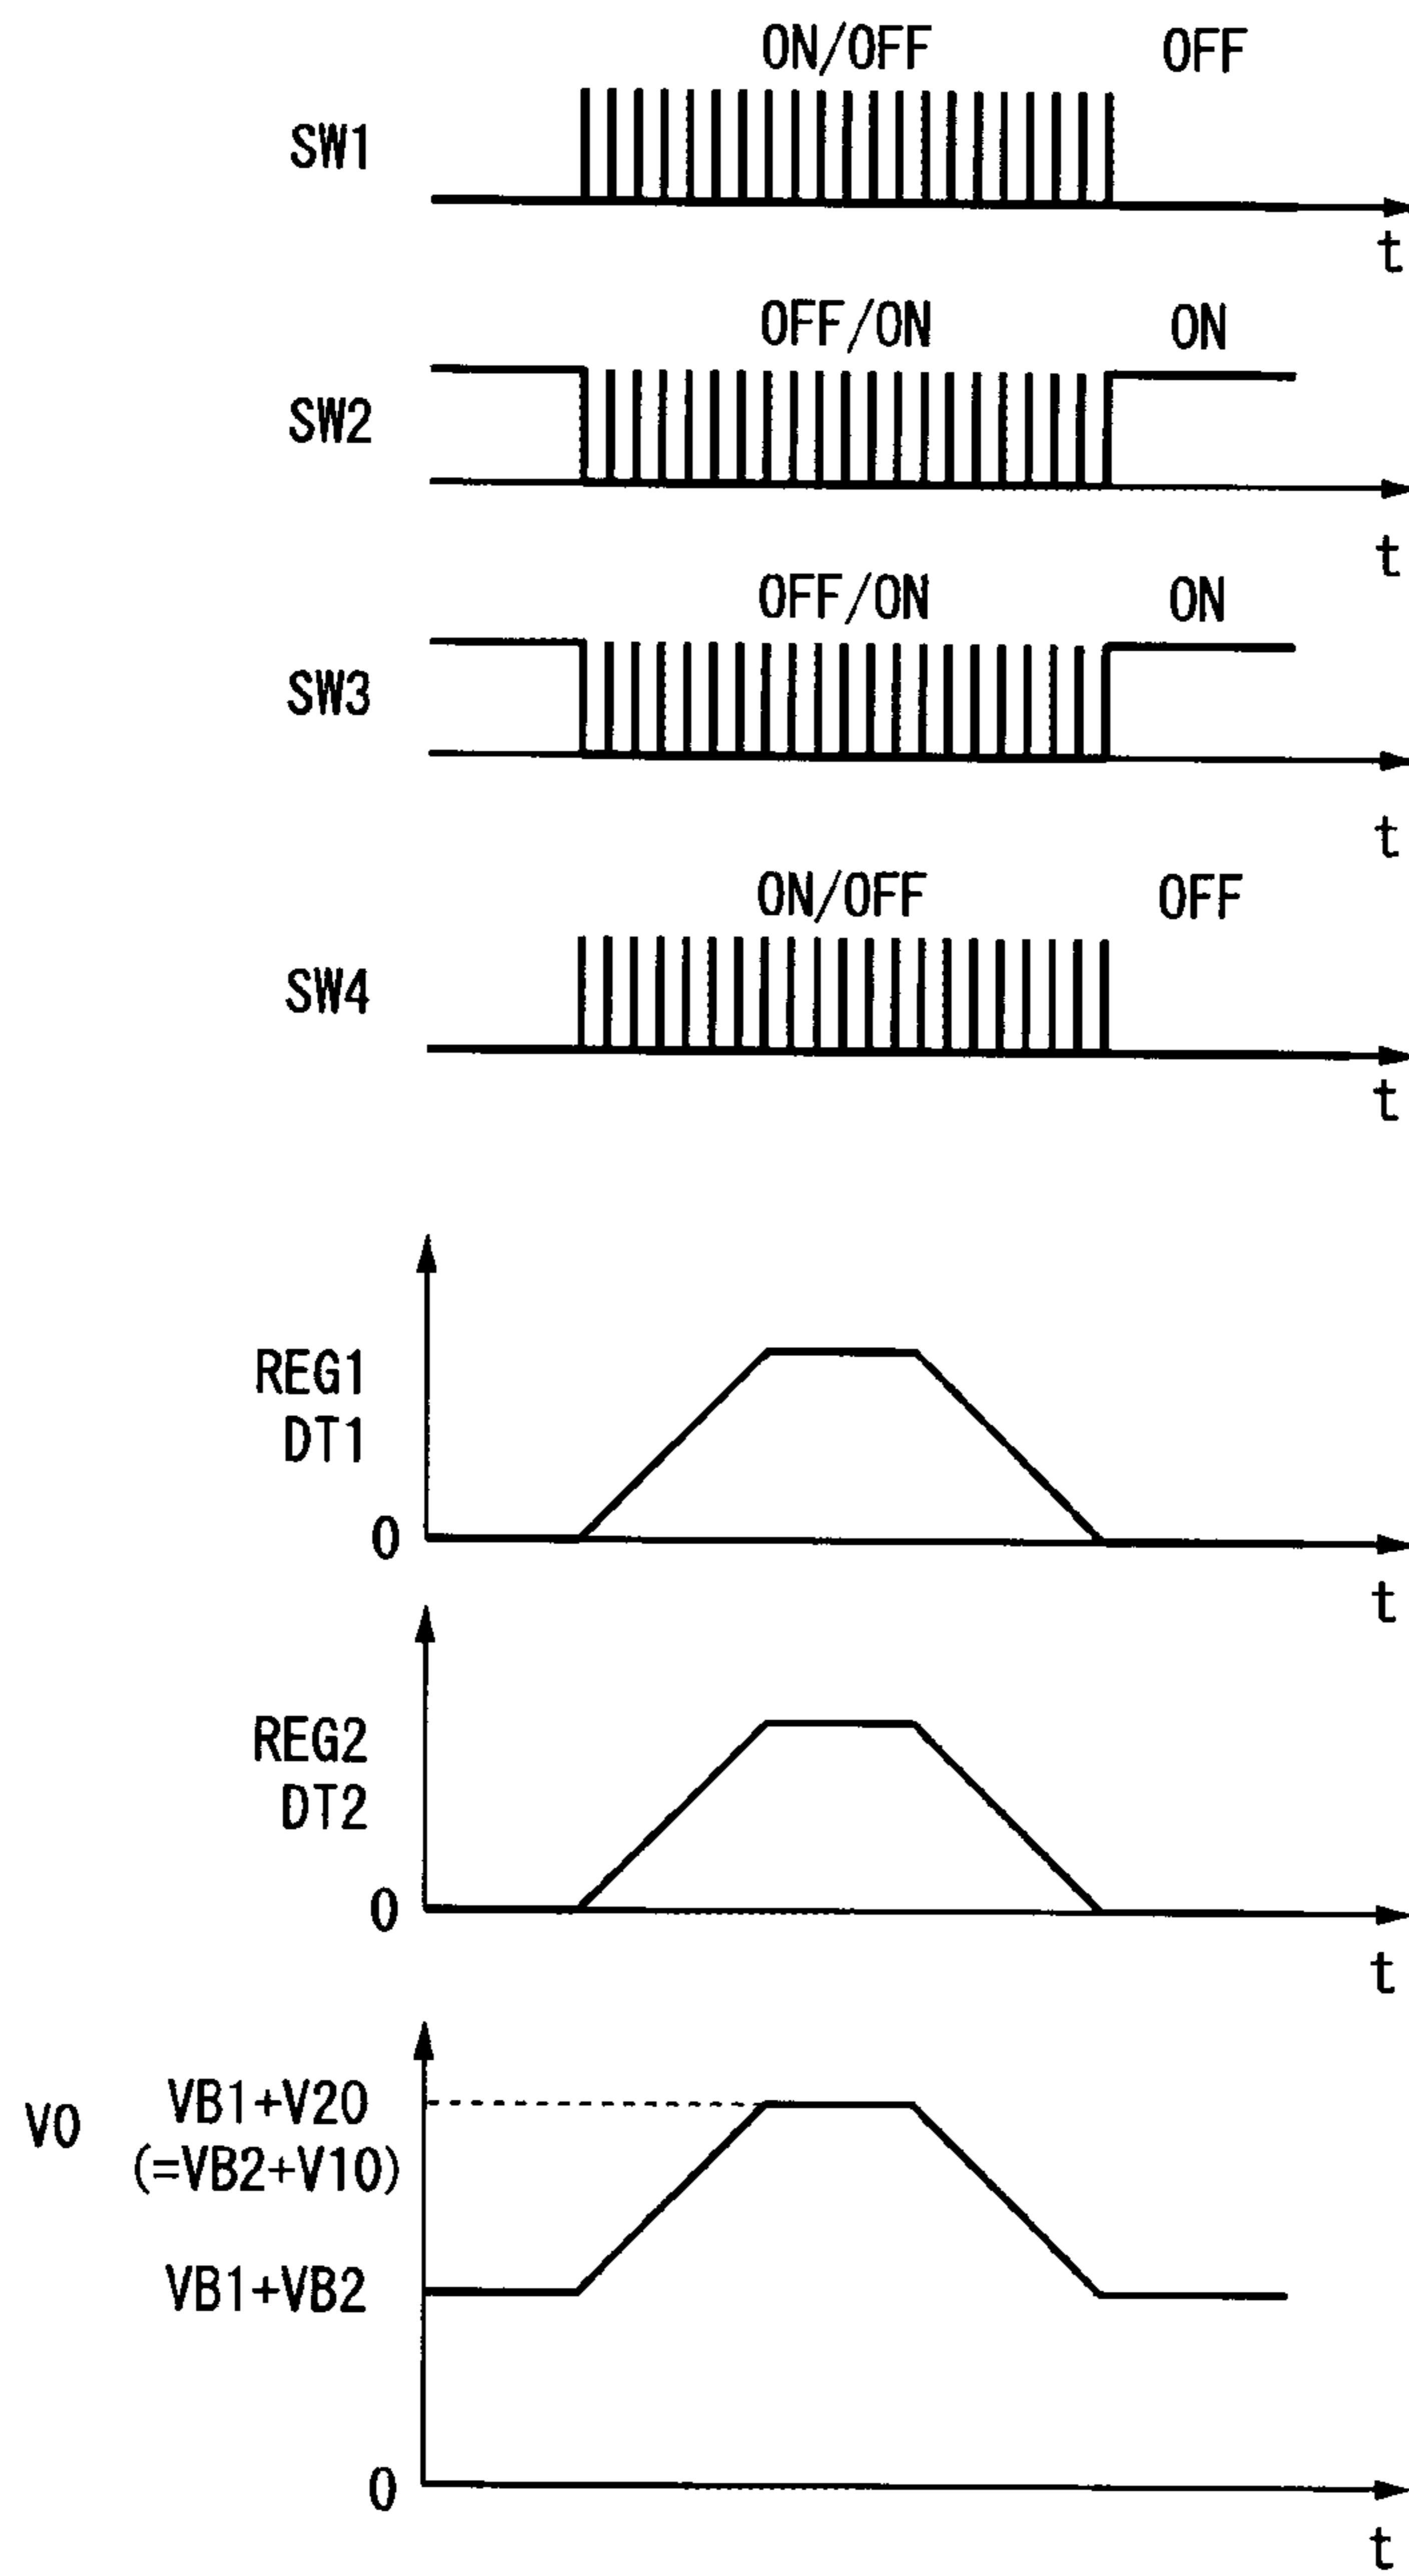 ON/OFF OFF
SW1
t
OFF/ON ON
SW2
t
OFF/ON ON
SW3
t
ON/OFF OFF
SW4
t
REG1
DT1
0
t
REG2
DT2
0
t
V0
VB1+V20
(=VB2+V10)
VB1+VB2
0
t